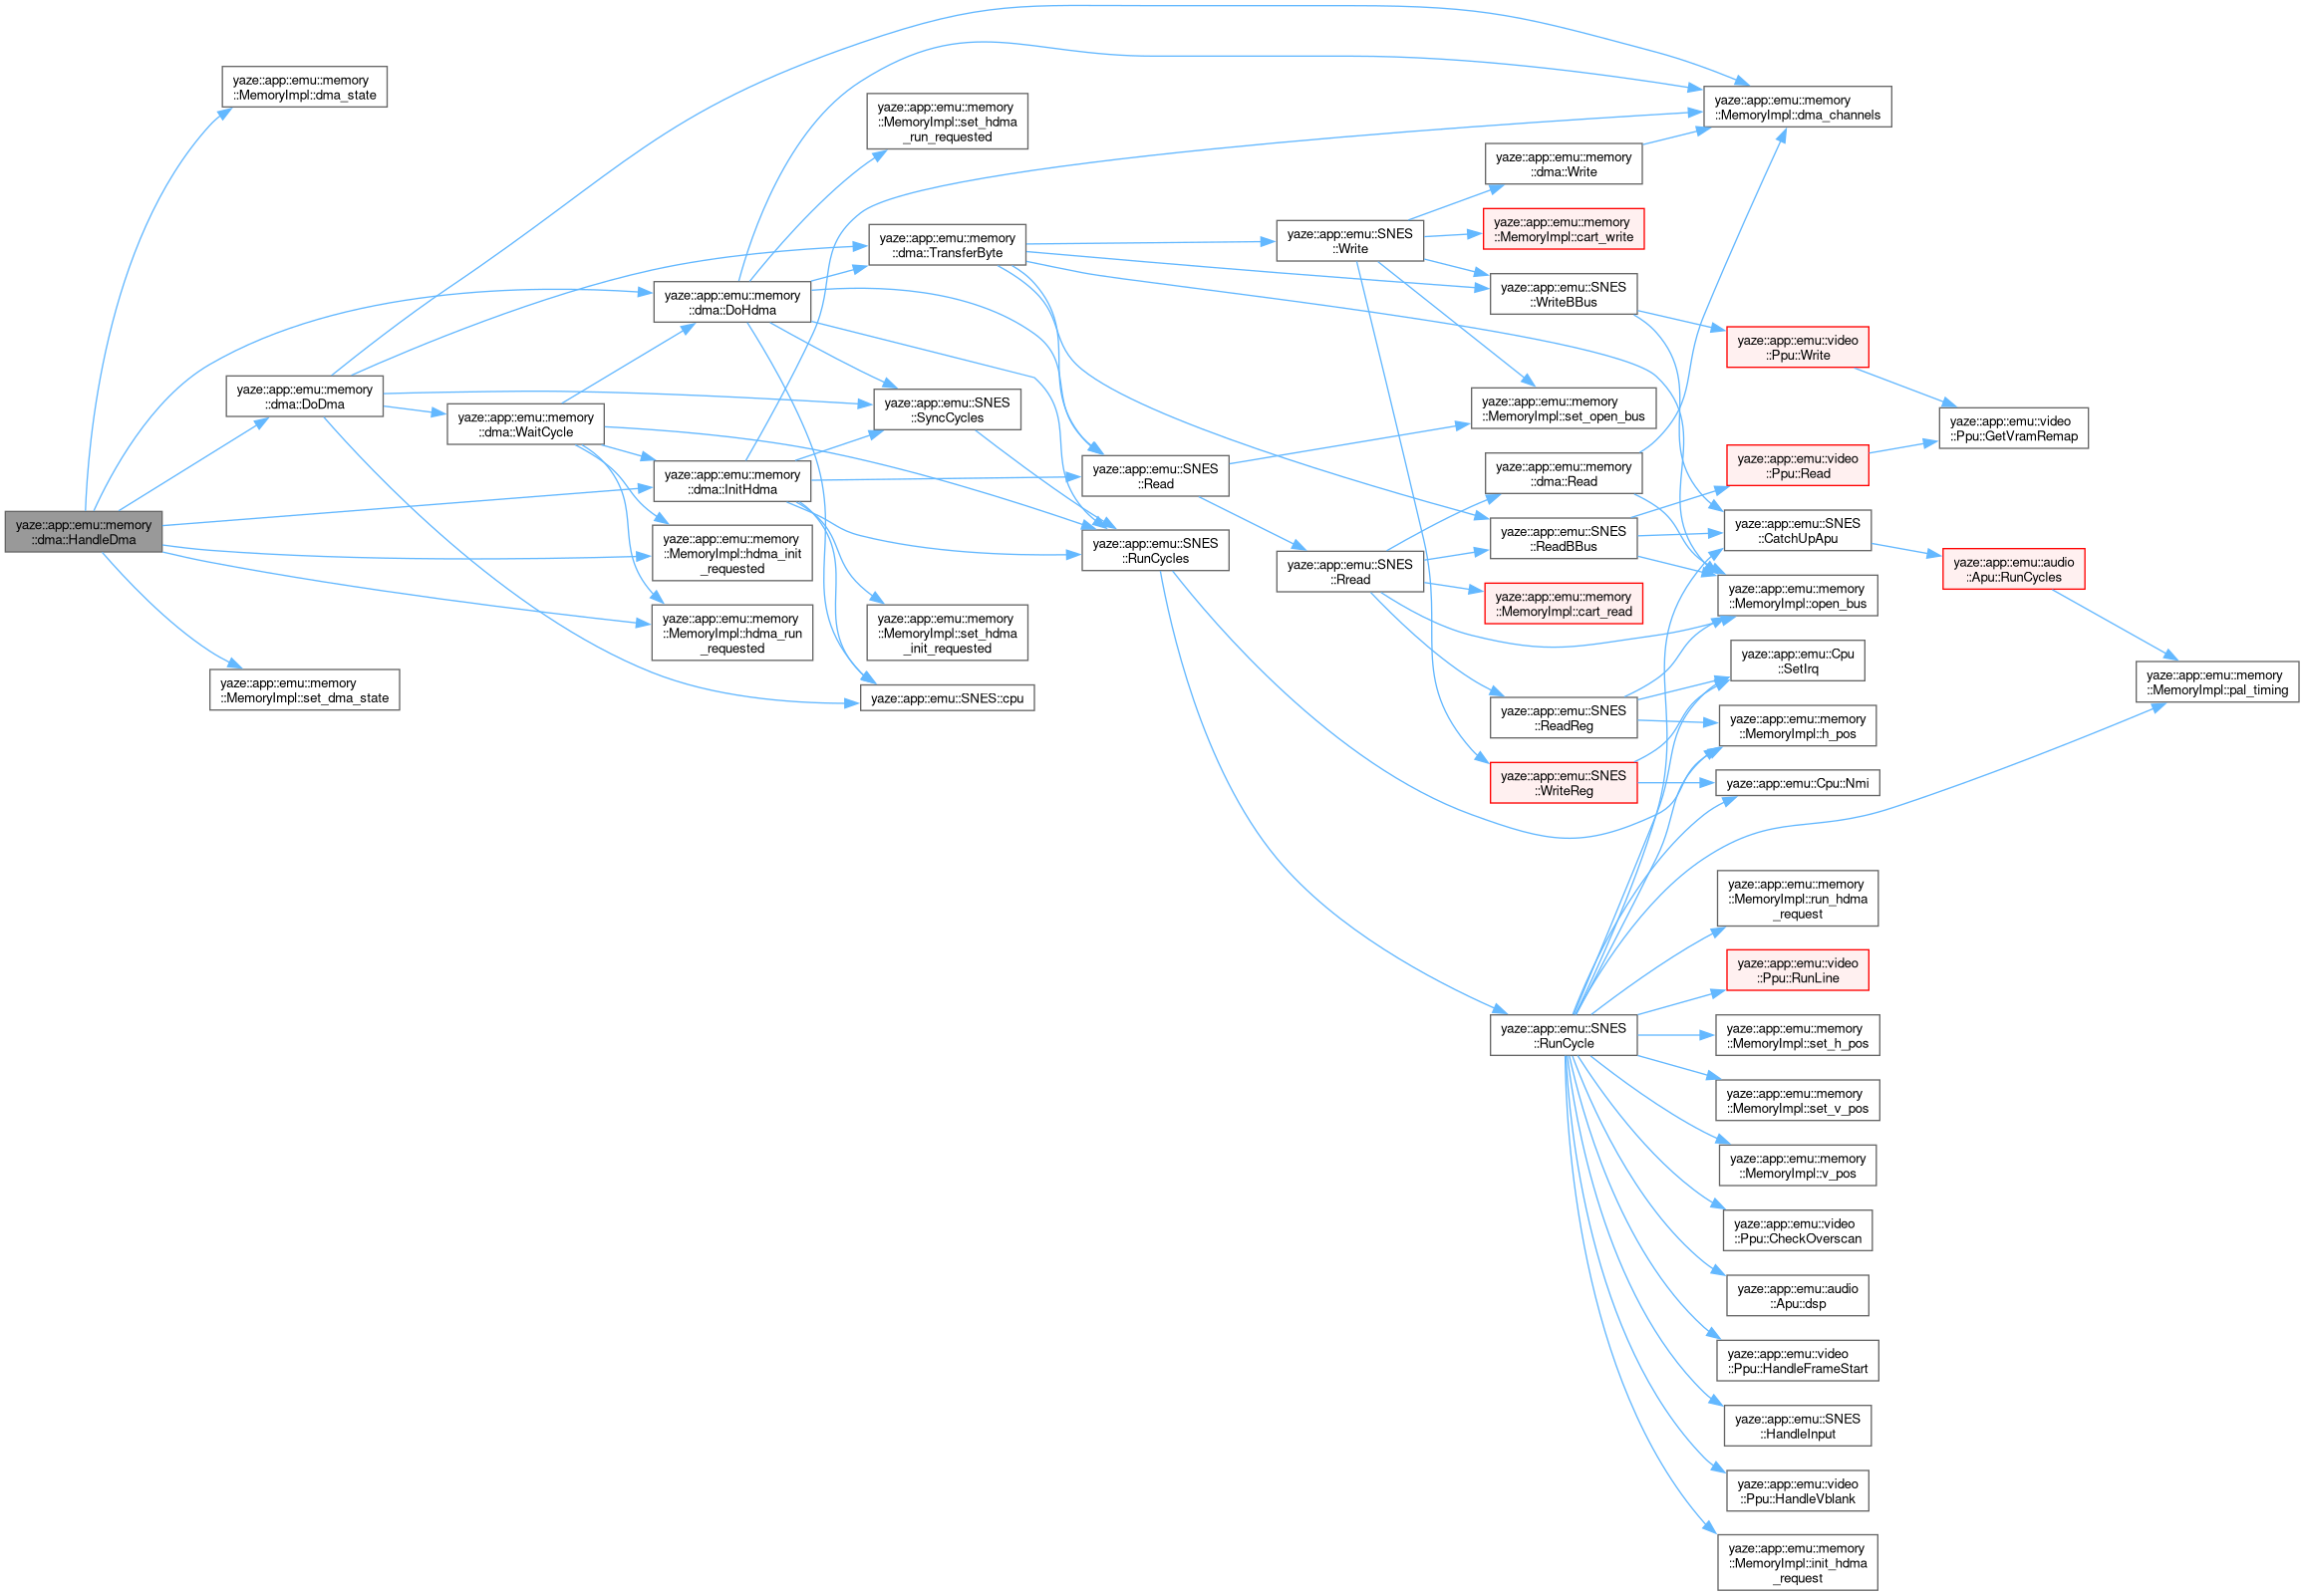 yaze::app::emu::memory
::dma::HandleDma
yaze::app::emu::memory
::MemoryImpl::dma_state
yaze::app::emu::memory
::dma::DoDma
yaze::app::emu::memory
::MemoryImpl::set_dma_state
yaze::app::emu::memory
::dma::WaitCycle
yaze::app::emu::memory
::dma::DoHdma
yaze::app::emu::memory
::dma::InitHdma
yaze::app::emu::memory
::MemoryImpl::hdma_init
_requested
yaze::app::emu::memory
::MemoryImpl::hdma_run
_requested
yaze::app::emu::memory
::MemoryImpl::set_hdma
_run_requested
yaze::app::emu::memory
::dma::TransferByte
yaze::app::emu::SNES
::SyncCycles
yaze::app::emu::memory
::MemoryImpl::set_hdma
_init_requested
yaze::app::emu::SNES::cpu
yaze::app::emu::SNES
::Read
yaze::app::emu::SNES
::RunCycles
yaze::app::emu::SNES
::Write
yaze::app::emu::SNES
::Rread
yaze::app::emu::memory
::dma::Write
yaze::app::emu::memory
::MemoryImpl::cart_write
yaze::app::emu::SNES
::WriteBBus
yaze::app::emu::memory
::MemoryImpl::set_open_bus
yaze::app::emu::memory
::dma::Read
yaze::app::emu::SNES
::ReadBBus
yaze::app::emu::memory
::MemoryImpl::cart_read
yaze::app::emu::SNES
::ReadReg
yaze::app::emu::SNES
::WriteReg
yaze::app::emu::SNES
::RunCycle
yaze::app::emu::memory
::MemoryImpl::dma_channels
yaze::app::emu::video
::Ppu::Write
yaze::app::emu::video
::Ppu::Read
yaze::app::emu::SNES
::CatchUpApu
yaze::app::emu::memory
::MemoryImpl::open_bus
yaze::app::emu::Cpu
::SetIrq
yaze::app::emu::memory
::MemoryImpl::h_pos
yaze::app::emu::Cpu::Nmi
yaze::app::emu::memory
::MemoryImpl::run_hdma
_request
yaze::app::emu::video
::Ppu::RunLine
yaze::app::emu::memory
::MemoryImpl::set_h_pos
yaze::app::emu::memory
::MemoryImpl::set_v_pos
yaze::app::emu::memory
::MemoryImpl::v_pos
yaze::app::emu::video
::Ppu::CheckOverscan
yaze::app::emu::audio
::Apu::dsp
yaze::app::emu::video
::Ppu::HandleFrameStart
yaze::app::emu::SNES
::HandleInput
yaze::app::emu::video
::Ppu::HandleVblank
yaze::app::emu::memory
::MemoryImpl::init_hdma
_request
yaze::app::emu::video
::Ppu::GetVramRemap
yaze::app::emu::audio
::Apu::RunCycles
yaze::app::emu::memory
::MemoryImpl::pal_timing